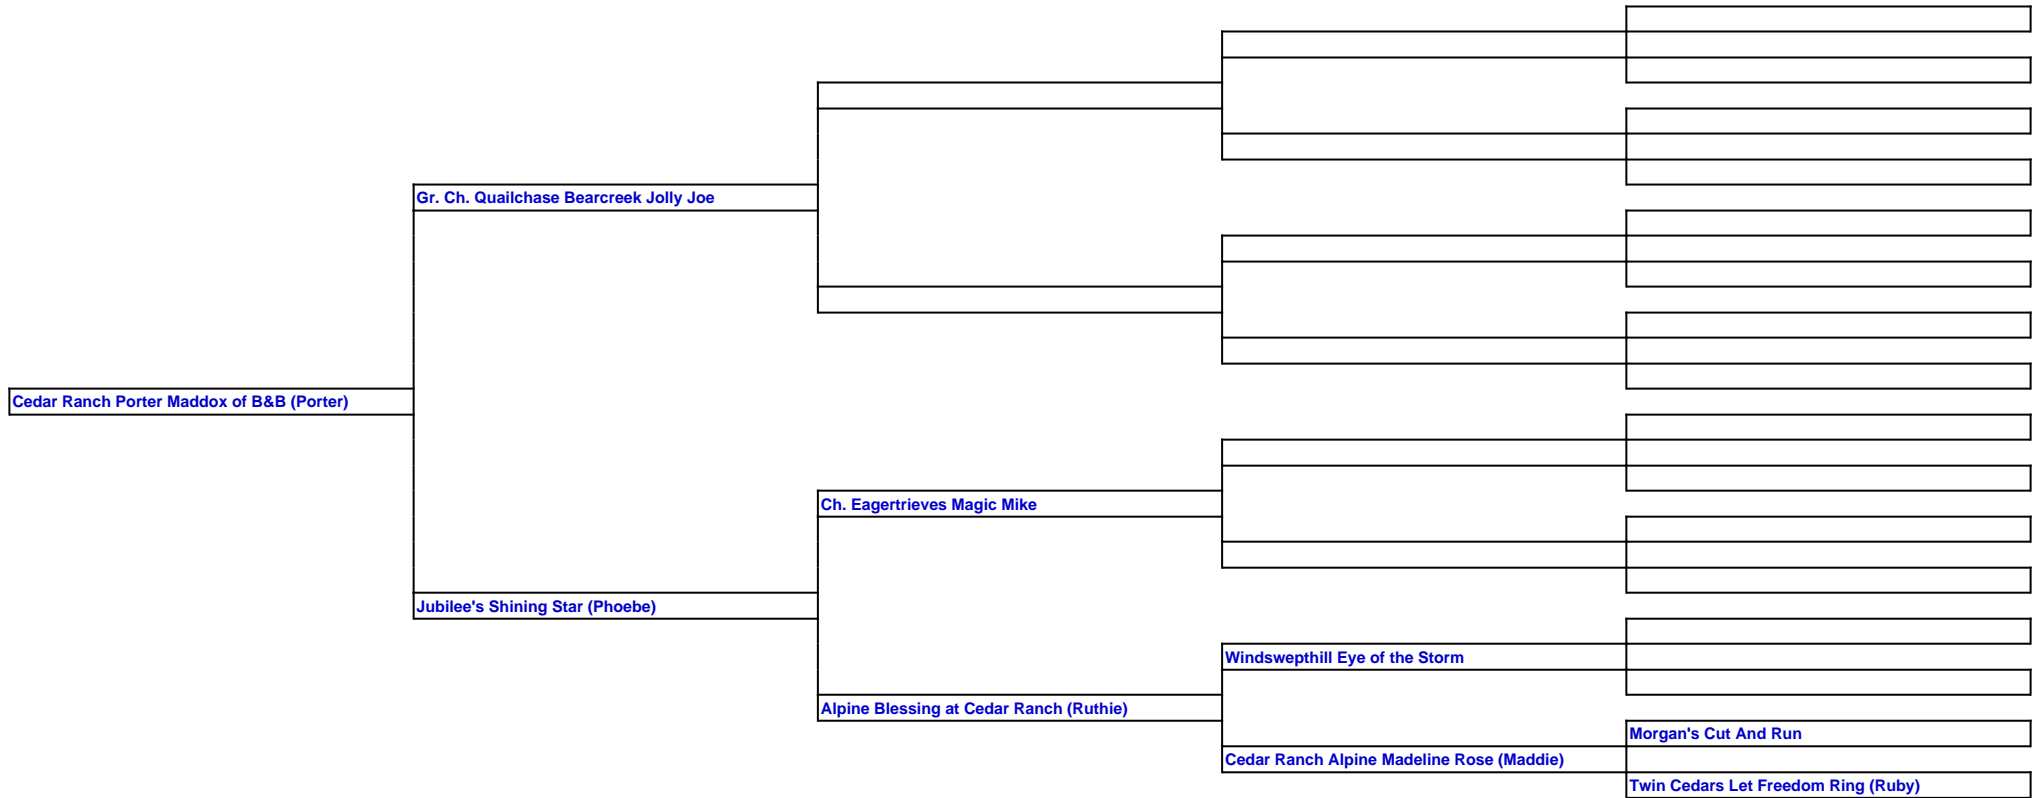 Gr. Ch. Quailchase Bearcreek Jolly Joe
Cedar Ranch Porter Maddox of B&B (Porter)
Ch. Eagertrieves Magic Mike
Jubilee's Shining Star (Phoebe)
Windswepthill Eye of the Storm
Alpine Blessing at Cedar Ranch (Ruthie)
Morgan's Cut And Run
Cedar Ranch Alpine Madeline Rose (Maddie)
Twin Cedars Let Freedom Ring (Ruby)